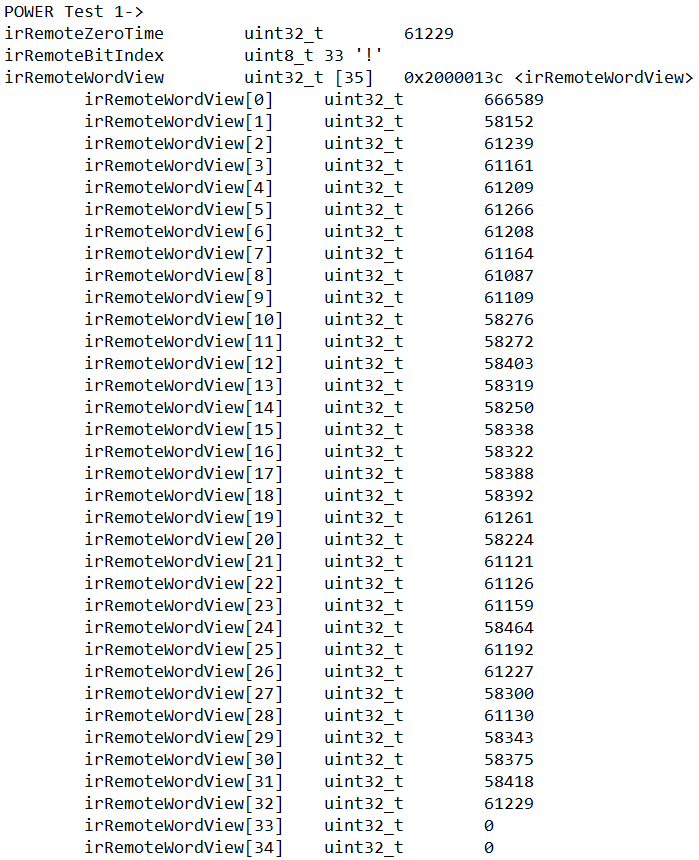 POWER Test 1->
irRemoteZeroTime uint32_t 61229
irRemoteBitIndex uint8_t 33 '!'
irRemoteWordView uint32_t [35] 0x2000013c <irRemoteWordView>
irRemoteWordView[0] uint32_t 666589
irRemoteWordView[1] uint32_t 58152
irRemoteWordView[2] uint32_t 61239
irRemoteWordView[3] uint32_t 61161
irRemoteWordView[4] uint32_t 61209
irRemoteWordView[5] uint32_t 61266
irRemoteWordView[6] uint32_t 61208
irRemoteWordView[7] uint32_t 61164
irRemoteWordView[8] uint32_t 61087
irRemoteWordView[9] uint32_t 61109
irRemoteWordView[10] uint32_t 58276
irRemoteWordView[11] uint32_t 58272
irRemoteWordView[12] uint32_t 58403
irRemoteWordView[13] uint32_t 58319
irRemoteWordView[14] uint32_t 58250
irRemoteWordView[15] uint32_t 58338
irRemoteWordView[16] uint32_t 58322
irRemoteWordView[17] uint32_t 58388
irRemoteWordView[18] uint32_t 58392
irRemoteWordView[19] uint32_t 61261
irRemoteWordView[20] uint32_t 58224
irRemoteWordView[21] uint32_t 61121
irRemoteWordView[22] uint32_t 61126
irRemoteWordView[23] uint32_t 61159
irRemoteWordView[24] uint32_t 58464
irRemoteWordView[25] uint32_t 61192
irRemoteWordView[26] uint32_t 61227
irRemoteWordView[27] uint32_t 58300
irRemoteWordView[28] uint32_t 61130
irRemoteWordView[29] uint32_t 58343
irRemoteWordView[30] uint32_t 58375
irRemoteWordView[31] uint32_t 58418
irRemoteWordView[32] uint32_t 61229
irRemoteWordView[33] uint32_t 0
irRemoteWordView[34] uint32_t 0